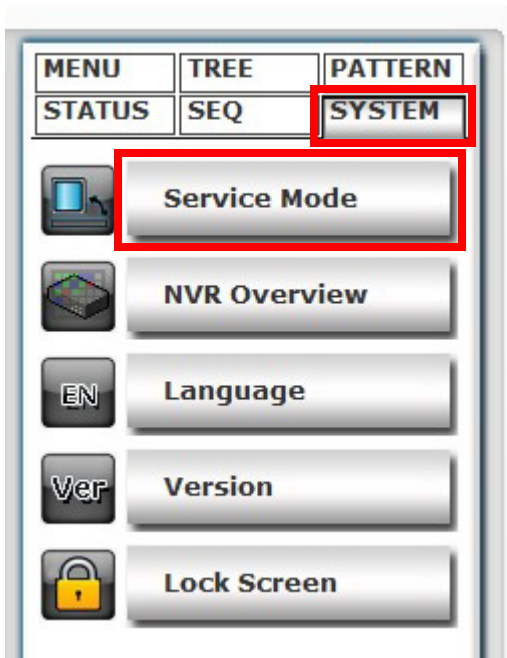 MENU TREE PATTERN
STATUS SEQ SYSTEM
Service Mode
NVR Overview
EN Language
Ver Version
Lock Screen